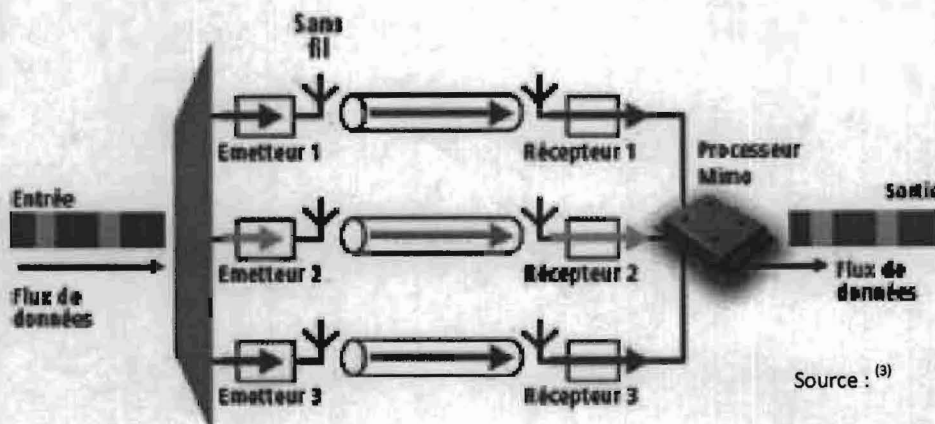 Sans
fil
Emetteur 1
Récepteur 1
Processeur
Mimo
Entrée
Sortie
Emetteur 2
Récepteur 2
Flux de
données
Flux de
données
Emetteur 3
Récepteur 3
Source : (3)